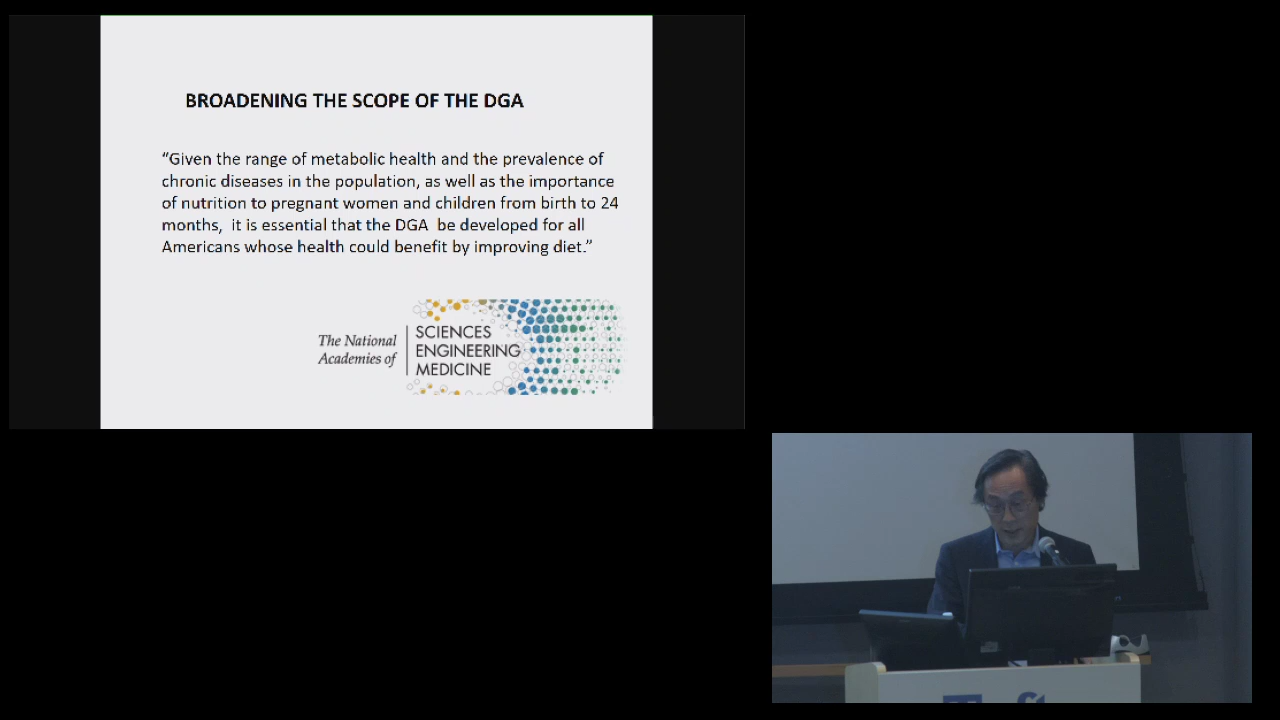 BROADENING THE SCOPE OF THE DGA
“Given the range of metabolic health and the prevalence of
chronic diseases in the population, as well as the importance
of nutrition to pregnant women and children from birth to 24
months,  it is essential that the DGA  be developed for all
Americans whose health could benefit by improving diet.”
The National
Academies of
SCIENCES
ENGINEERING
MEDICINE